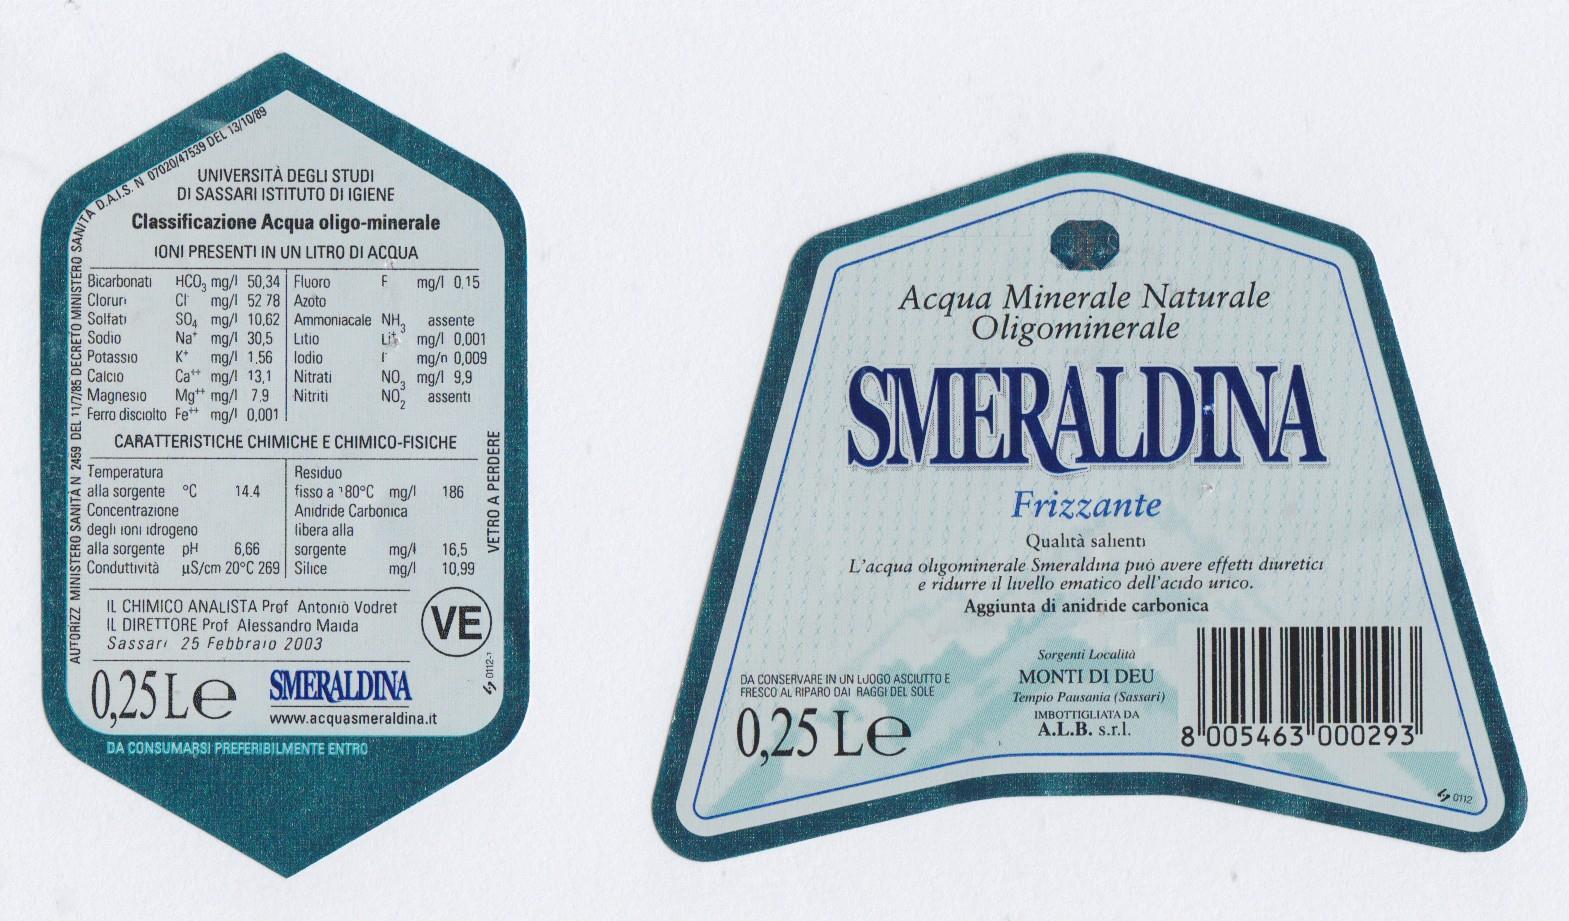 AUTORIZZ MINISTERO SANITÀ N 2459 DEL 11/7/85 DECRETO MINISTERO SANITÀ D.A.I.S. N 07020/47539 DEL 13/10/89
UNIVERSITÀ DEGLI STUDI
DI SASSARI ISTITUTO DI IGIENE
Classificazione Acqua oligo-minerale
IONI PRESENTI IN UN LITRO DI ACQUA
Bicarbonati HCO3 mg/l 50,34 Fluoro F mg/l 0,15
Cloruri Cl- mg/l 52 78 Azoto
Solfati SO4 mg/l 10,62 Ammoniacale NH3 assente
Sodio Na+ mg/l 30,5 Litio Li+ mg/l 0,001
Potassio K+ mg/l 1,56 Iodio I- mg/n 0,009
Calcio Ca++ mg/l 13,1 Nitrati NO3 mg/l 9,9
Magnesio Mg++ mg/l 7,9 Nitriti NO2 assenti
Ferro disciolto Fe++ mg/l 0,001
CARATTERISTICHE CHIMICHE E CHIMICO-FISICHE
Temperatura Residuo
alla sorgente °C 14.4 fisso a 180°C mg/l 186
Concentrazione Anidride Carbonica
degli ioni idrogeno libera alla
alla sorgente pH 6,66 sorgente mg/l 16,5
Conduttività µS/cm 20°C 269 Silice mg/l 10,99
VETRO A PERDERE
IL CHIMICO ANALISTA Prof Antonio Vodret
IL DIRETTORE Prof Alessandro Maida
Sassari 25 Febbraio 2003
VE
0112-1
0,25 L e SMERALDINA
www.acquasmeraldina.it
DA CONSUMARSI PREFERIBILMENTE ENTRO
Acqua Minerale Naturale
Oligominerale
SMERALDINA
Frizzante
Qualità salienti
L'acqua oligominerale Smeraldina può avere effetti diuretici
e ridurre il livello ematico dell'acido urico.
Aggiunta di anidride carbonica
DA CONSERVARE IN UN LUOGO ASCIUTTO E
FRESCO AL RIPARO DAI RAGGI DEL SOLE
0,25 L e
Sorgenti Località
MONTI DI DEU
Tempio Pausania (Sassari)
IMBOTTIGLIATA DA
A.L.B. s.r.l.
8 005463 000293
0112